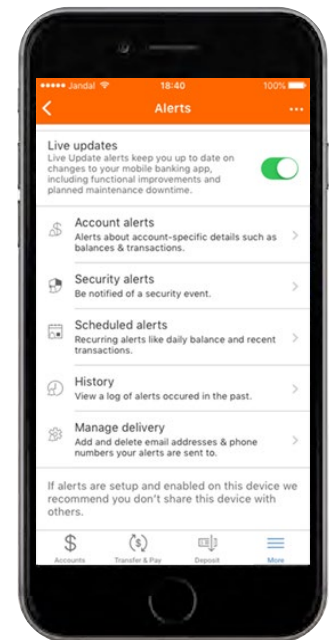 Jandal 18:40 100%
Alerts
Live updates
Live Update alerts keep you up to date on
changes to your mobile banking app,
including functional improvements and
planned maintenance downtime.
Account alerts
Alerts about account-specific details such as
balances & transactions.
Security alerts
Be notified of a security event.
Scheduled alerts
Recurring alerts like daily balance and recent
transactions.
History
View a log of alerts occured in the past.
Manage delivery
Add and delete email addresses & phone
numbers your alerts are sent to.
If alerts are setup and enabled on this device we
recommend you don't share this device with
others.
Accounts Transfer & Pay Deposit More